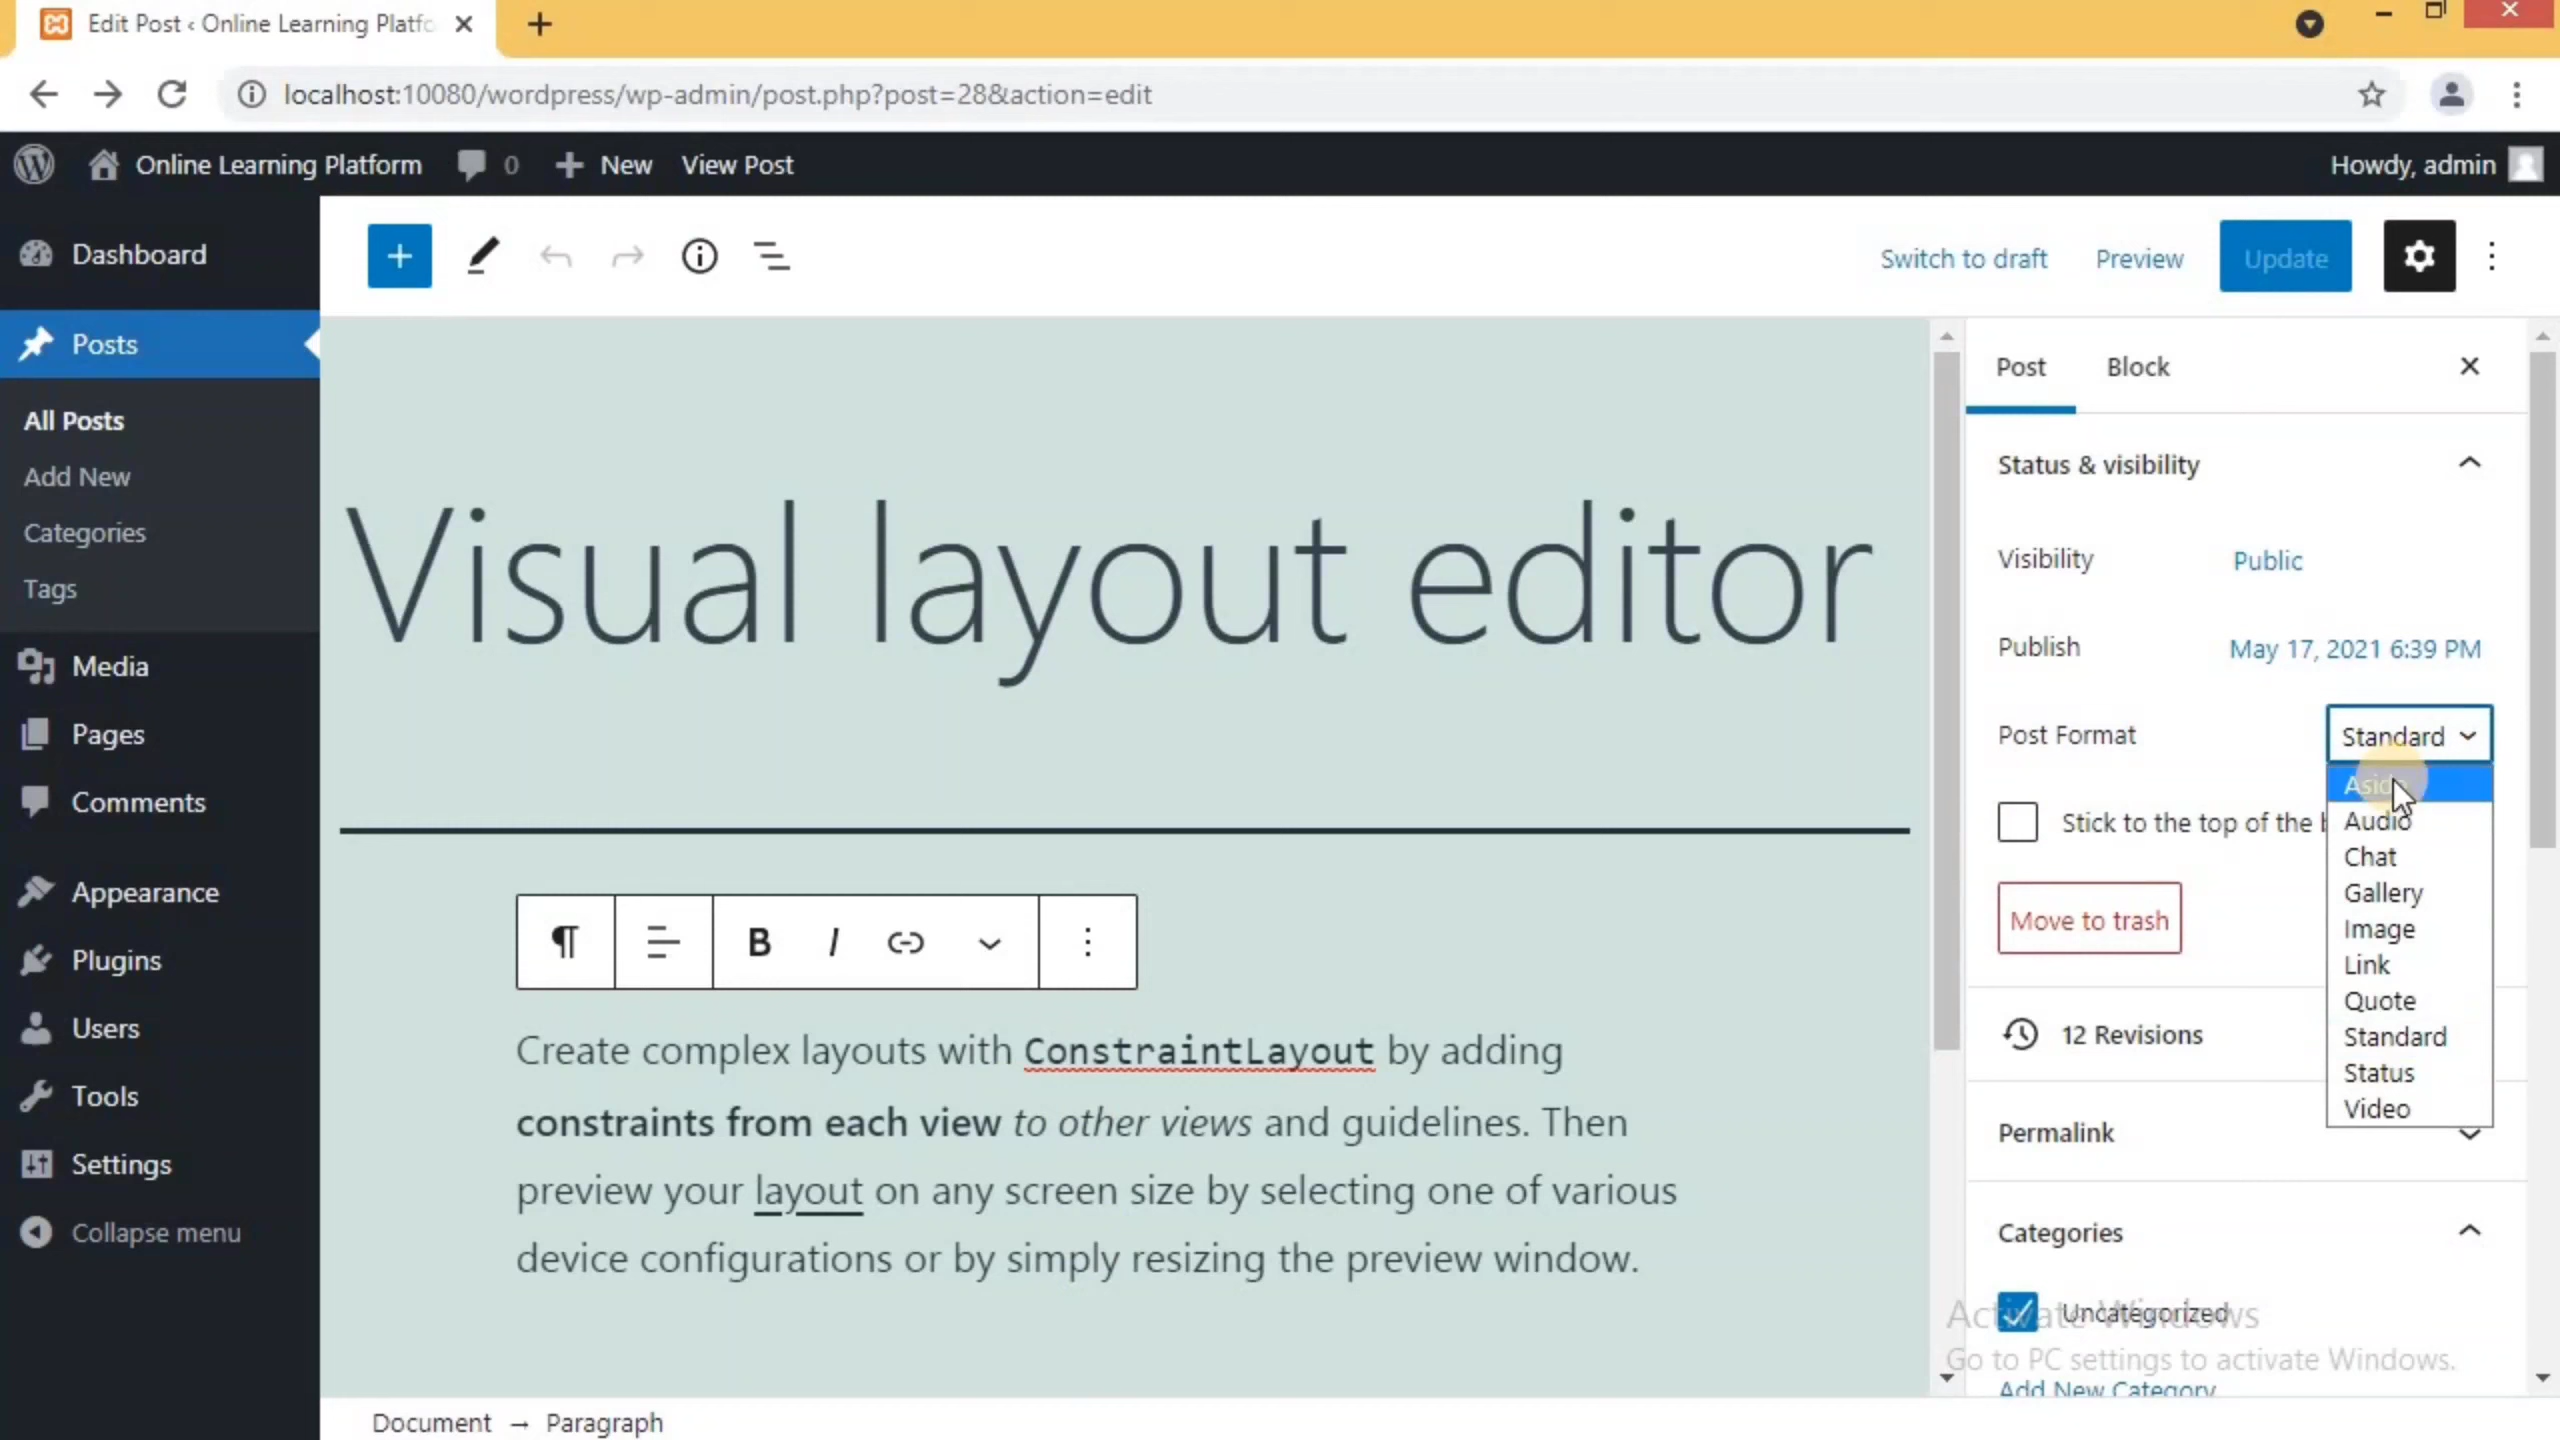 Edit Post ‹ Online Learning Platfo
localhost:10080/wordpress/wp-admin/post.php?post=28&action=edit
Online Learning Platform 0 New View Post Howdy, admin
Dashboard
Posts
All Posts
Add New
Categories
Tags
Media
Pages
Comments
Appearance
Plugins
Users
Tools
Settings
Collapse menu
Switch to draft Preview Update
Visual layout editor
B I
Create complex layouts with ConstraintLayout by adding
constraints from each view to other views and guidelines. Then
preview your layout on any screen size by selecting one of various
device configurations or by simply resizing the preview window.
Document → Paragraph
Post Block
Status & visibility
Visibility Public
Publish May 17, 2021 6:39 PM
Post Format Standard
Aside
Audio
Chat
Gallery
Image
Link
Quote
Standard
Status
Video
Stick to the top of the b
Move to trash
12 Revisions
Permalink
Categories
Uncategorized
Add New Category
Activate Windows
Go to PC settings to activate Windows.